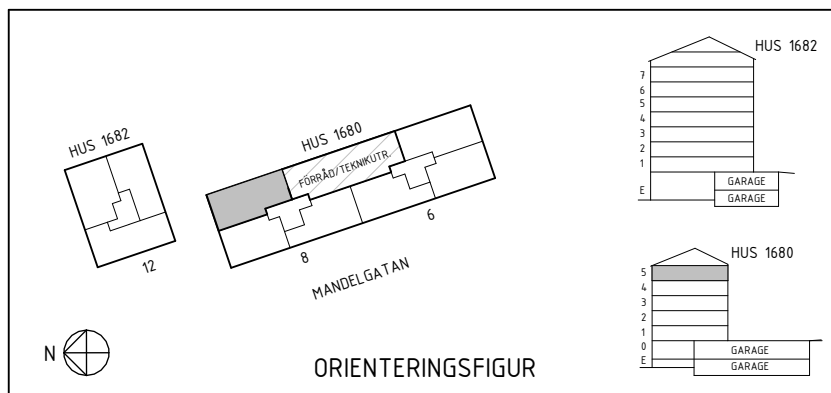 HUS 1682
12
HUS 1680
FÖRRÅD/TEKNIKUTR.
8
6
MANDELGATAN
N
ORIENTERINGSFIGUR
HUS 1682
7
6
5
4
3
2
1
E
GARAGE
GARAGE
HUS 1680
5
4
3
2
1
0
E
GARAGE
GARAGE